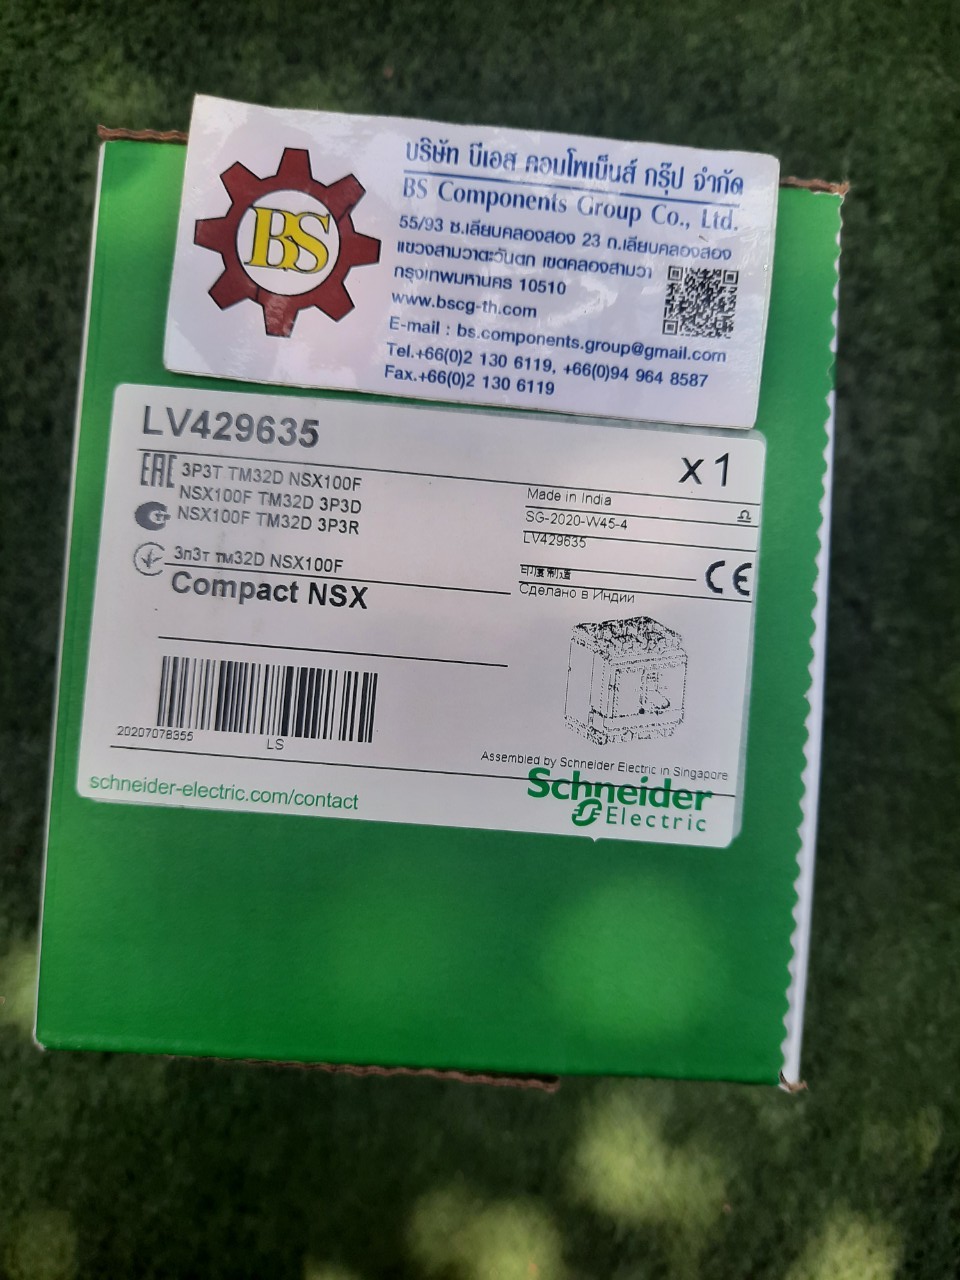 BS
บริษัท บีเอส คอมโพเน็นส์ กรุ๊ป จำกัด
BS Components Group Co., Ltd.
55/93 ซ.เลียบคลองสอง 23 ถ.เลียบคลองสอง
แขวงสามวาตะวันตก เขตคลองสามวา
กรุงเทพมหานคร 10510
www.bscg-th.com
E-mail : bs.components.group@gmail.com
Tel.+66(0)2 130 6119, +66(0)94 964 8587
Fax.+66(0)2 130 6119
LV429635
x 1
EAC 3P3T TM32D NSX100F
NSX100F TM32D 3P3D
NSX100F TM32D 3P3R
3п3т тм32D NSX100F
Compact NSX
Made in India
SG-2020-W45-4
LV429635
印度制造
CE
Сделано в Индии
20207078355
LS
Assembled by Schneider Electric in Singapore
schneider-electric.com/contact
Schneider
Electric